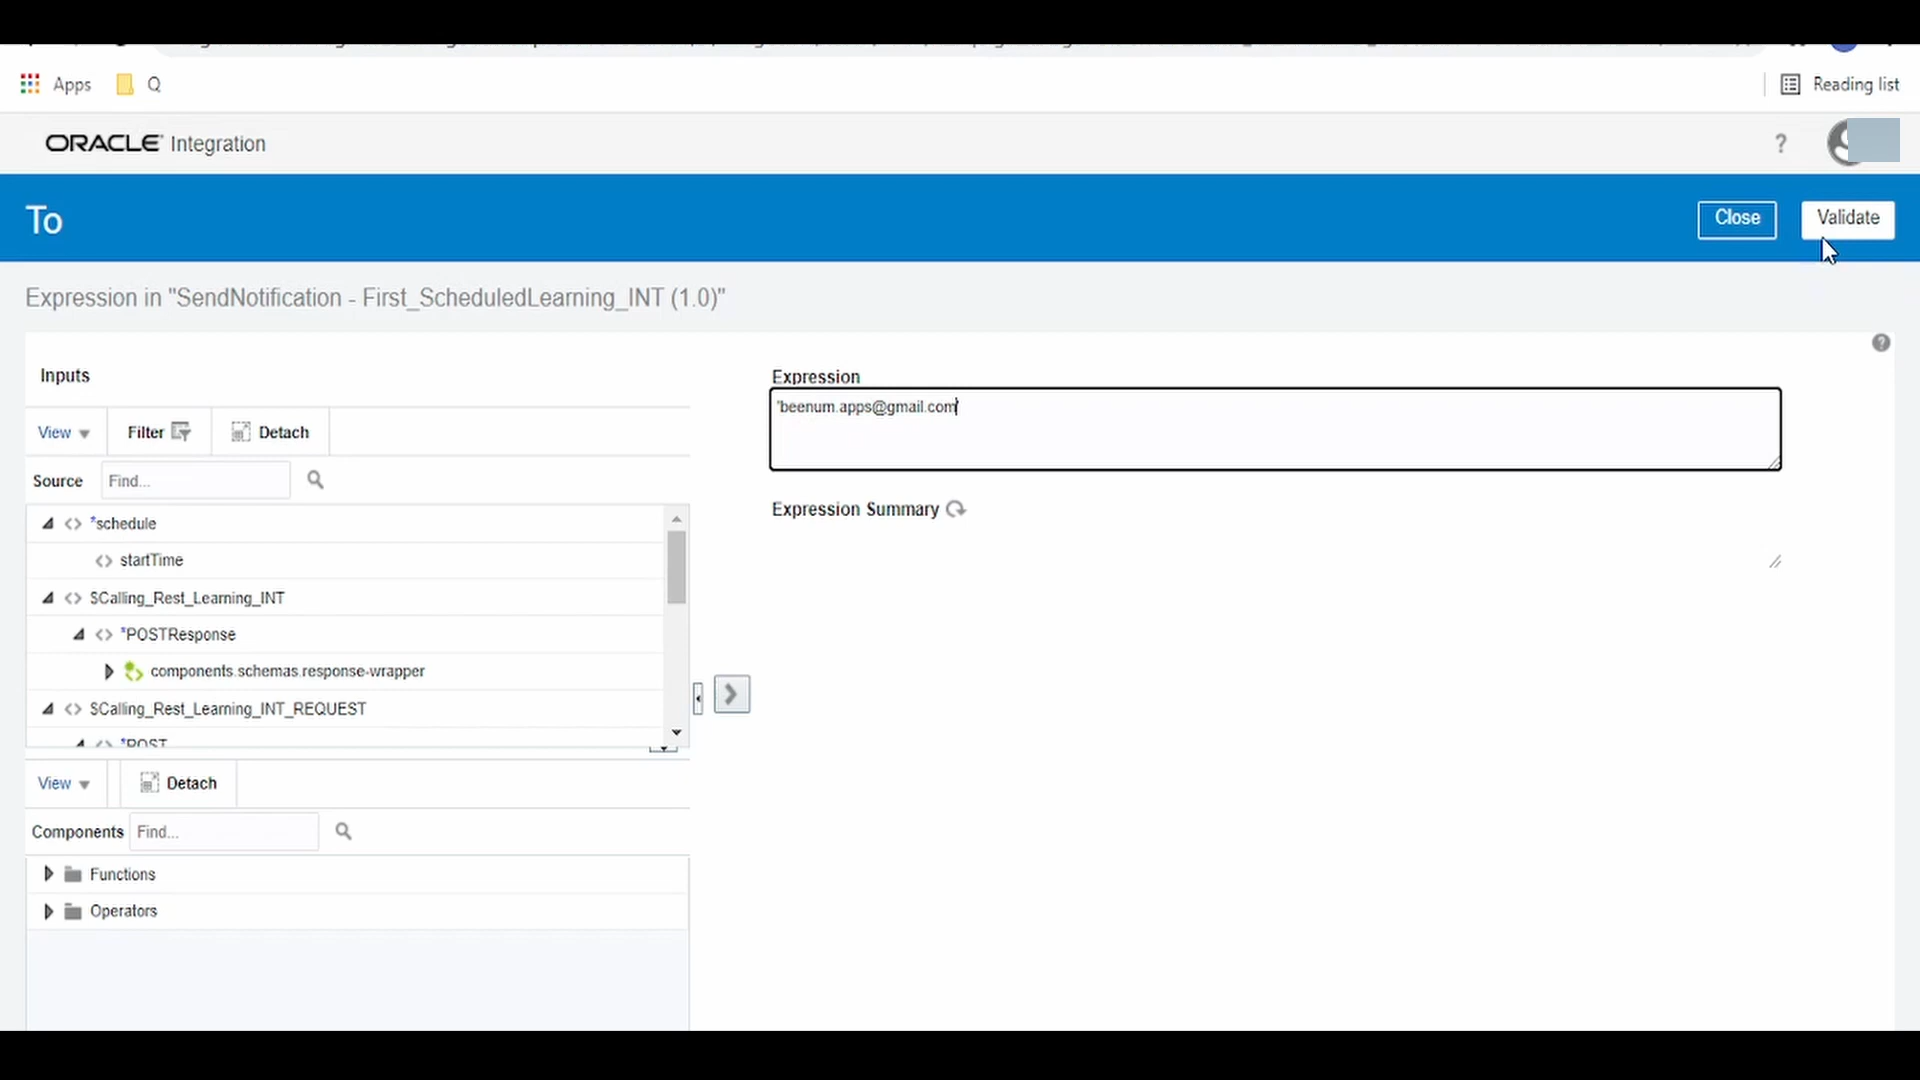 Apps
Q
Reading list
ORACLE Integration
?
To
Close
Validate
Expression in "SendNotification - First_ScheduledLearning_INT (1.0)"
?
Inputs
Expression
'beenum.apps@gmail.com'
View
Filter
Detach
Source
Find...
Expression Summary
*schedule
startTime
$Calling_Rest_Learning_INT
*POSTResponse
components.schemas.response-wrapper
$Calling_Rest_Learning_INT_REQUEST
*POST
View
Detach
Components
Find...
Functions
Operators